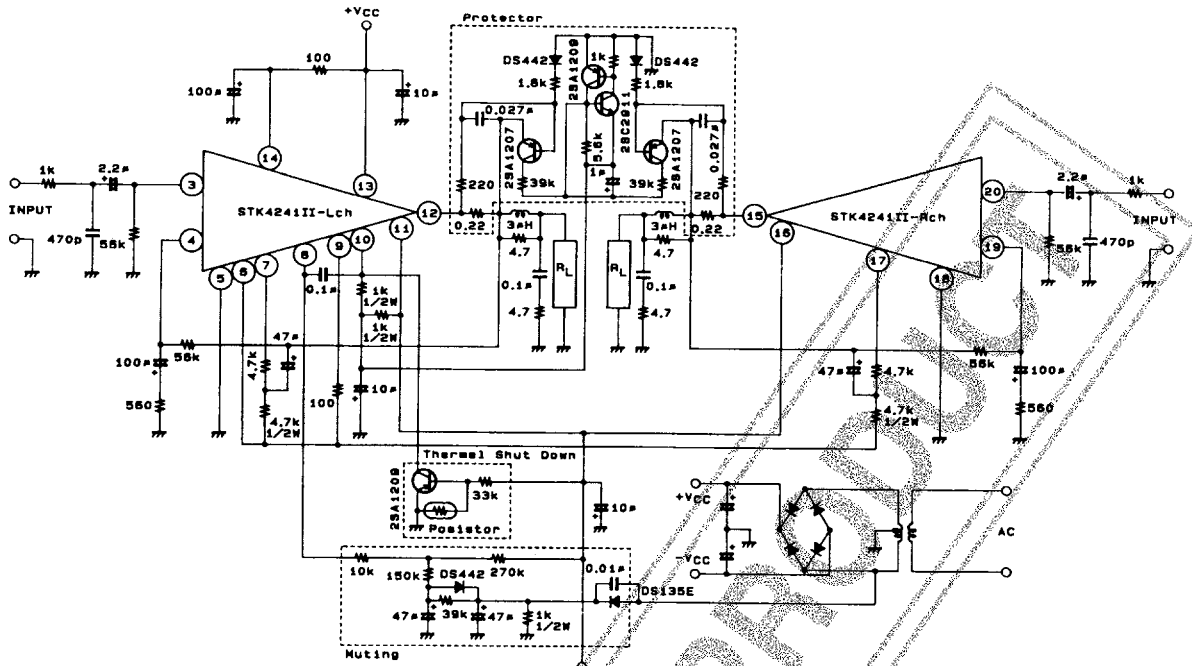 Protector
+VCC
100
100μ
10μ
DS442
1.8k
2SA1209
1k
DS442
1.8k
2SC2911
0.027μ
2SA1207
5.6k
1μ
2SA1207
0.027μ
39k
39k
220
220
14
13
1k
2.2μ
3
INPUT
470p
56k
STK4241II-Lch
12
4
11
10
9
8
7
6
5
0.22
3μH
4.7
0.1μ
RL
4.7
3μH
0.22
4.7
RL
0.1μ
4.7
15
STK4241II-Rch
16
17
18
19
20
2.2μ
1k
INPUT
56k
470p
0.1μ
1k
1/2W
1k
1/2W
56k
47μ
100μ
560
4.7k
4.7k
1/2W
100
10μ
56k
47μ
4.7k
4.7k
1/2W
100μ
560
Thermal Shut Down
2SA1209
33k
Posistor
10μ
+VCC
-VCC
AC
10k
150k
270k
DS442
0.01μ
DS135E
39k
47μ
47μ
1k
1/2W
Muting
PRODUCT